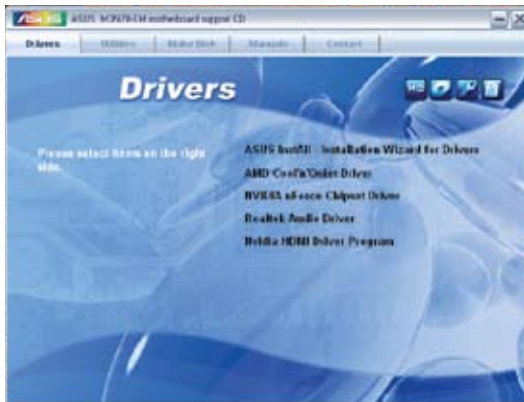 ASUS M3N78-EM motherboard support CD
Drivers Utilities Make Disk Manuals Contact
Drivers
Please select items on the right
side.
ASUS InstAll - Installation Wizard for Drivers
AMD Cool'n'Quiet Driver
NVIDIA nForce Chipset Driver
Realtek Audio Driver
Nvidia HDMI Driver Program